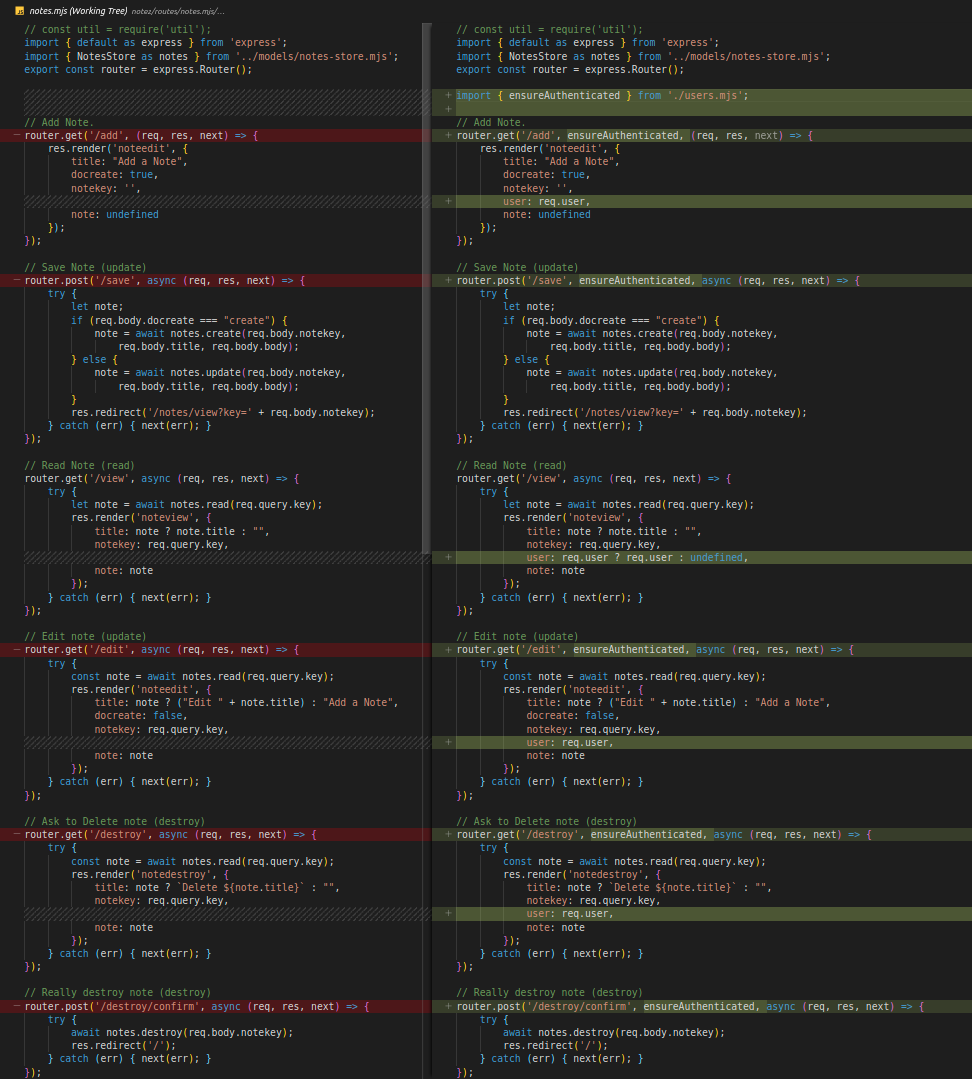 notes.mjs (Working Tree) notez/routes/notes.mjs/...
// const util = require('util');
import { default as express } from 'express';
import { NotesStore as notes } from '../models/notes-store.mjs';
export const router = express.Router();
// Add Note.
− router.get('/add', (req, res, next) => {
res.render('noteedit', {
title: "Add a Note",
docreate: true,
notekey: '',
note: undefined
});
});
// Save Note (update)
− router.post('/save', async (req, res, next) => {
try {
let note;
if (req.body.docreate === "create") {
note = await notes.create(req.body.notekey,
req.body.title, req.body.body);
} else {
note = await notes.update(req.body.notekey,
req.body.title, req.body.body);
}
res.redirect('/notes/view?key=' + req.body.notekey);
} catch (err) { next(err); }
});
// Read Note (read)
router.get('/view', async (req, res, next) => {
try {
let note = await notes.read(req.query.key);
res.render('noteview', {
title: note ? note.title : "",
notekey: req.query.key,
note: note
});
} catch (err) { next(err); }
});
// Edit note (update)
− router.get('/edit', async (req, res, next) => {
try {
const note = await notes.read(req.query.key);
res.render('noteedit', {
title: note ? ("Edit " + note.title) : "Add a Note",
docreate: false,
notekey: req.query.key,
note: note
});
} catch (err) { next(err); }
});
// Ask to Delete note (destroy)
− router.get('/destroy', async (req, res, next) => {
try {
const note = await notes.read(req.query.key);
res.render('notedestroy', {
title: note ? `Delete ${note.title}` : "",
notekey: req.query.key,
note: note
});
} catch (err) { next(err); }
});
// Really destroy note (destroy)
− router.post('/destroy/confirm', async (req, res, next) => {
try {
await notes.destroy(req.body.notekey);
res.redirect('/');
} catch (err) { next(err); }
});
// const util = require('util');
import { default as express } from 'express';
import { NotesStore as notes } from '../models/notes-store.mjs';
export const router = express.Router();
+ import { ensureAuthenticated } from './users.mjs';
+
// Add Note.
+ router.get('/add', ensureAuthenticated, (req, res, next) => {
res.render('noteedit', {
title: "Add a Note",
docreate: true,
notekey: '',
+ user: req.user,
note: undefined
});
});
// Save Note (update)
+ router.post('/save', ensureAuthenticated, async (req, res, next) => {
try {
let note;
if (req.body.docreate === "create") {
note = await notes.create(req.body.notekey,
req.body.title, req.body.body);
} else {
note = await notes.update(req.body.notekey,
req.body.title, req.body.body);
}
res.redirect('/notes/view?key=' + req.body.notekey);
} catch (err) { next(err); }
});
// Read Note (read)
router.get('/view', async (req, res, next) => {
try {
let note = await notes.read(req.query.key);
res.render('noteview', {
title: note ? note.title : "",
notekey: req.query.key,
+ user: req.user ? req.user : undefined,
note: note
});
} catch (err) { next(err); }
});
// Edit note (update)
+ router.get('/edit', ensureAuthenticated, async (req, res, next) => {
try {
const note = await notes.read(req.query.key);
res.render('noteedit', {
title: note ? ("Edit " + note.title) : "Add a Note",
docreate: false,
notekey: req.query.key,
+ user: req.user,
note: note
});
} catch (err) { next(err); }
});
// Ask to Delete note (destroy)
+ router.get('/destroy', ensureAuthenticated, async (req, res, next) => {
try {
const note = await notes.read(req.query.key);
res.render('notedestroy', {
title: note ? `Delete ${note.title}` : "",
notekey: req.query.key,
+ user: req.user,
note: note
});
} catch (err) { next(err); }
});
// Really destroy note (destroy)
+ router.post('/destroy/confirm', ensureAuthenticated, async (req, res, next) => {
try {
await notes.destroy(req.body.notekey);
res.redirect('/');
} catch (err) { next(err); }
});